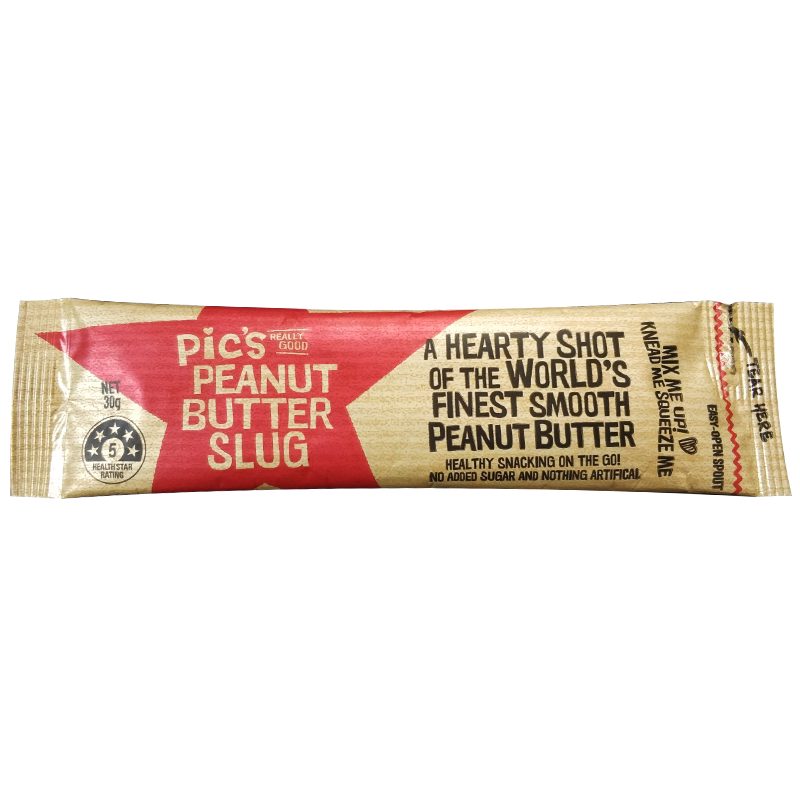 Pic's REALLY GOOD
PEANUT
BUTTER
SLUG
NET
30g
5
HEALTH STAR
RATING
A HEARTY SHOT
OF THE WORLD'S
FINEST SMOOTH
PEANUT BUTTER
HEALTHY SNACKING ON THE GO!
NO ADDED SUGAR AND NOTHING ARTIFICAL
MIX ME UP!
KNEAD ME SQUEEZE ME
EASY-OPEN SPOUT
TEAR HERE